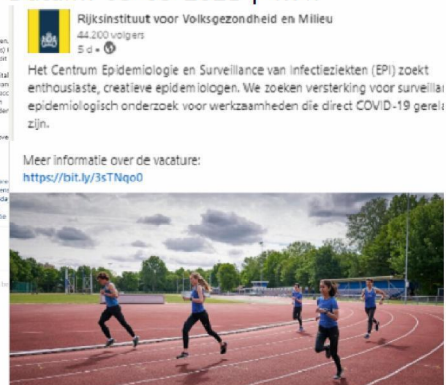 Rijksinstituut voor Volksgezondheid en Milieu
44.200 volgers
5 d •
Het Centrum Epidemiologie en Surveillance van Infectieziekten (EPI) zoekt
enthousiaste, creatieve epidemiologen. We zoeken versterking voor surveillan
epidemiologisch onderzoek voor werkzaamheden die direct COVID-19 gerela
zijn.
Meer informatie over de vacature:
https://bit.ly/3sTNqo0